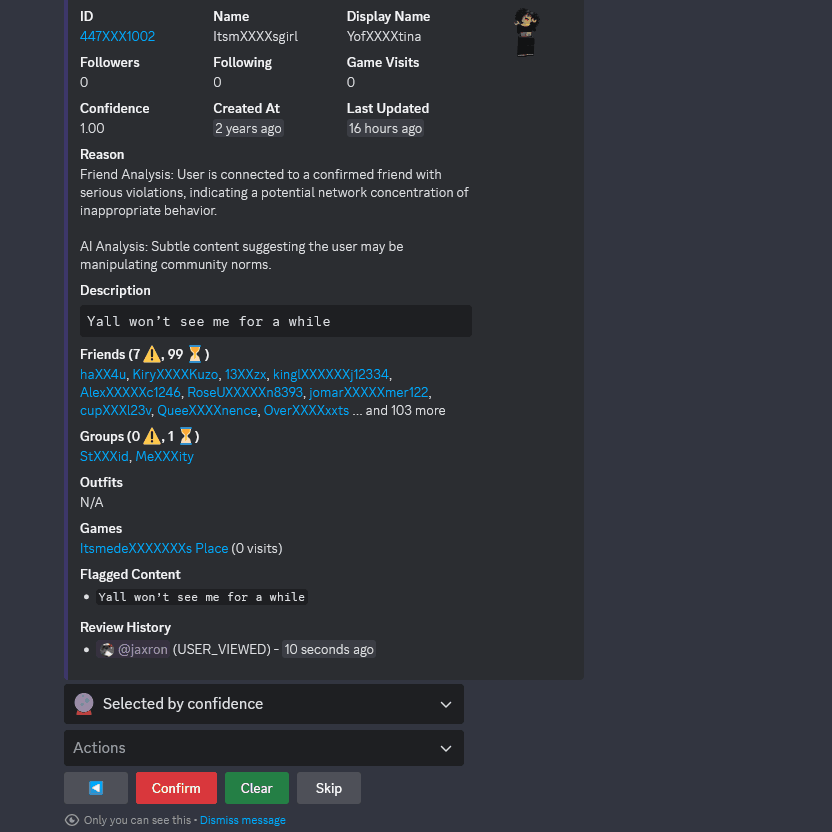 ID Name Display Name
447XXX1002 ItsmXXXXsgirl YofXXXXtina
Followers Following Game Visits
0 0 0
Confidence Created At Last Updated
1.00 2 years ago 16 hours ago
Reason
Friend Analysis: User is connected to a confirmed friend with
serious violations, indicating a potential network concentration of
inappropriate behavior.
AI Analysis: Subtle content suggesting the user may be
manipulating community norms.
Description
Yall won’t see me for a while
Friends (7 ⚠️, 99 ⏳)
haXX4u, KiryXXXXKuzo, 13XXzx, kinglXXXXXXj12334,
AlexXXXXXc1246, RoseUXXXXXn8393, jomarXXXXXmer122,
cupXXXl23v, QueeXXXXnence, OverXXXXxxts ... and 103 more
Groups (0 ⚠️, 1 ⏳)
StXXXid, MeXXXity
Outfits
N/A
Games
ItsmedeXXXXXXXs Place (0 visits)
Flagged Content
• Yall won’t see me for a while
Review History
• @jaxron (USER_VIEWED) - 10 seconds ago
Selected by confidence
Actions
Confirm Clear Skip
Only you can see this • Dismiss message